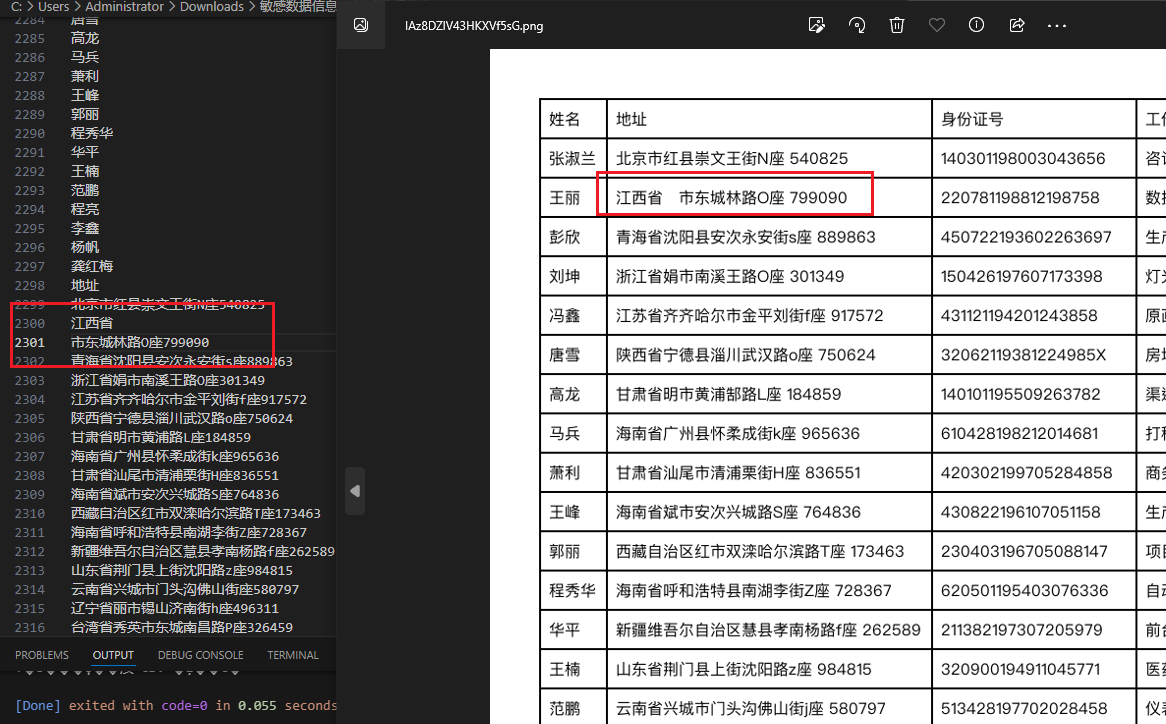 C: > Users > Administrator > Downloads > 敏感数据信息
2284 唐雪
2285 高龙
2286 马兵
2287 萧利
2288 王峰
2289 郭丽
2290 程秀华
2291 华平
2292 王楠
2293 范鹏
2294 程亮
2295 李鑫
2296 杨帆
2297 龚红梅
2298 地址
2299 北京市红县崇文王街N座540825
2300 江西省
2301 市东城林路O座799090
2302 青海省沈阳县安次永安街s座889863
2303 浙江省娟市南溪王路O座301349
2304 江苏省齐齐哈尔市金平刘街f座917572
2305 陕西省宁德县淄川武汉路o座750624
2306 甘肃省明市黄浦路L座184859
2307 海南省广州县怀柔成街k座965636
2308 甘肃省汕尾市清浦栗街H座836551
2309 海南省斌市安次兴城路S座764836
2310 西藏自治区红市双滦哈尔滨路T座173463
2311 海南省呼和浩特县南湖李街Z座728367
2312 新疆维吾尔自治区慧县孝南杨路f座262589
2313 山东省荆门县上街沈阳路z座984815
2314 云南省兴城市门头沟佛山街座580797
2315 辽宁省丽市锡山济南街h座496311
2316 台湾省秀英市东城南昌路P座326459
PROBLEMS OUTPUT DEBUG CONSOLE TERMINAL
[Done] exited with code=0 in 0.055 seconds
lAz8DZIV43HKXVf5sG.png
姓名 地址 身份证号
张淑兰 北京市红县崇文王街N座 540825 140301198003043656 咨
王丽 江西省 市东城林路O座 799090 220781198812198758 数
彭欣 青海省沈阳县安次永安街s座 889863 450722193602263697 生
刘坤 浙江省娟市南溪王路O座 301349 150426197607173398 灯
冯鑫 江苏省齐齐哈尔市金平刘街f座 917572 431121194201243858 原
唐雪 陕西省宁德县淄川武汉路o座 750624 32062119381224985X 房
高龙 甘肃省明市黄浦郜路L座 184859 140101195509263782 渠
马兵 海南省广州县怀柔成街k座 965636 610428198212014681 打
萧利 甘肃省汕尾市清浦栗街H座 836551 420302199705284858 商
王峰 海南省斌市安次兴城路S座 764836 430822196107051158 生
郭丽 西藏自治区红市双滦哈尔滨路T座 173463 230403196705088147 项
程秀华 海南省呼和浩特县南湖李街Z座 728367 620501195403076336 自
华平 新疆维吾尔自治区慧县孝南杨路f座 262589 211382197307205979 前
王楠 山东省荆门县上街沈阳路z座 984815 320900194911045771 医
范鹏 云南省兴城市门头沟佛山街j座 580797 513428197702028458 仪